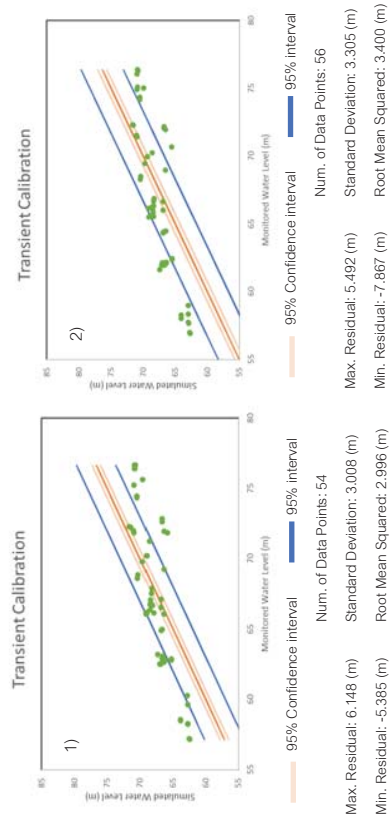 Transient Calibration
1)
85
80
75
70
65
60
55
Simulated Water Level (m)
55
60
65
70
75
80
Monitored Water Level (m)
95% Confidence interval
95% interval
Num. of Data Points: 54
Max. Residual: 6.148 (m)
Standard Deviation: 3.008 (m)
Min. Residual: -5.385 (m)
Root Mean Squared: 2.996 (m)
Transient Calibration
2)
85
80
75
70
65
60
55
Simulated Water Level (m)
55
60
65
70
75
80
Monitored Water Level (m)
95% Confidence interval
95% interval
Num. of Data Points: 56
Max. Residual: 5.492 (m)
Standard Deviation: 3.305 (m)
Min. Residual: -7.867 (m)
Root Mean Squared: 3.400 (m)